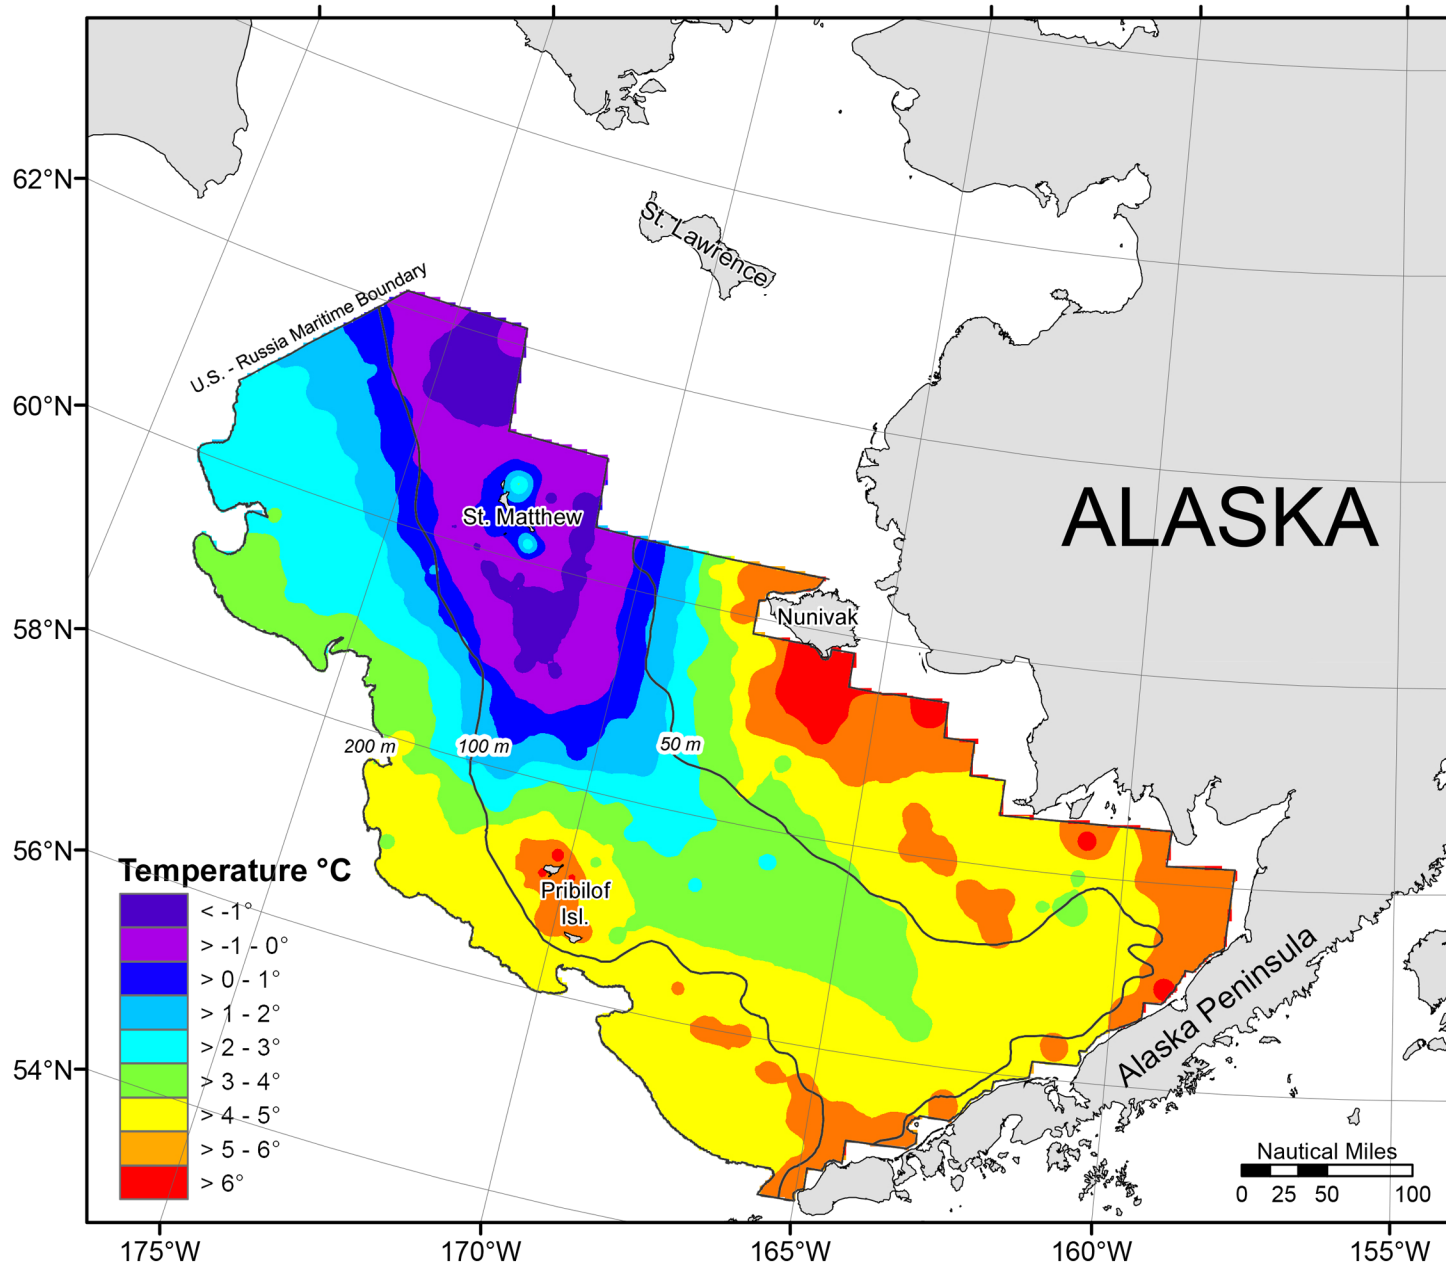 62°N
60°N
58°N
56°N
54°N
U.S. - Russia Maritime Boundary
St. Lawrence
St. Matthew
Nunivak
ALASKA
200 m
100 m
50 m
Pribilof
Isl.
Alaska Peninsula
Temperature °C
< -1°
> -1 - 0°
> 0 - 1°
> 1 - 2°
> 2 - 3°
> 3 - 4°
> 4 - 5°
> 5 - 6°
> 6°
Nautical Miles
0 25 50 100
175°W 170°W 165°W 160°W 155°W